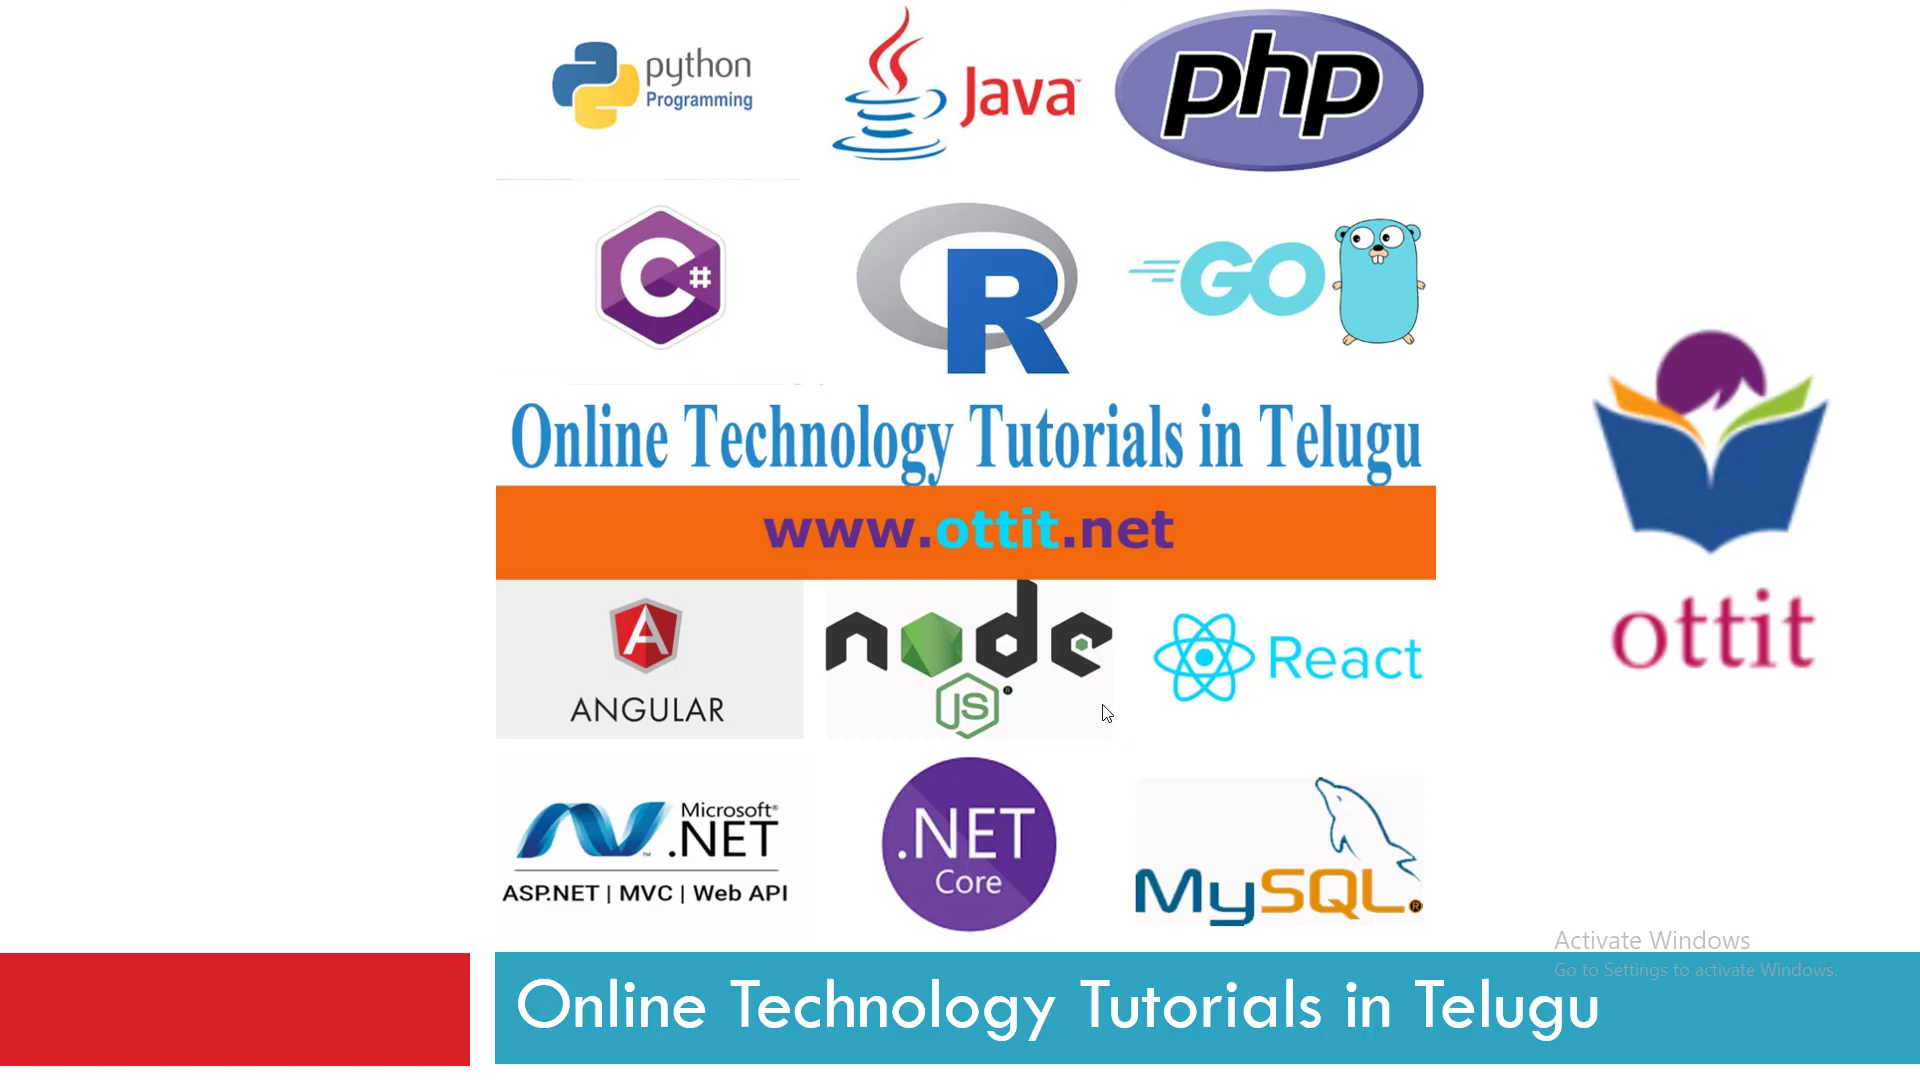 python
Programming
Java™
php
C#
R
GO
Online Technology Tutorials in Telugu
www.ottit.net
ottit
A
ANGULAR
node
JS®
React
Microsoft®
.NET™
ASP.NET | MVC | Web API
.NET
Core
MySQL®
Activate Windows
Go to Settings to activate Windows.
Online Technology Tutorials in Telugu